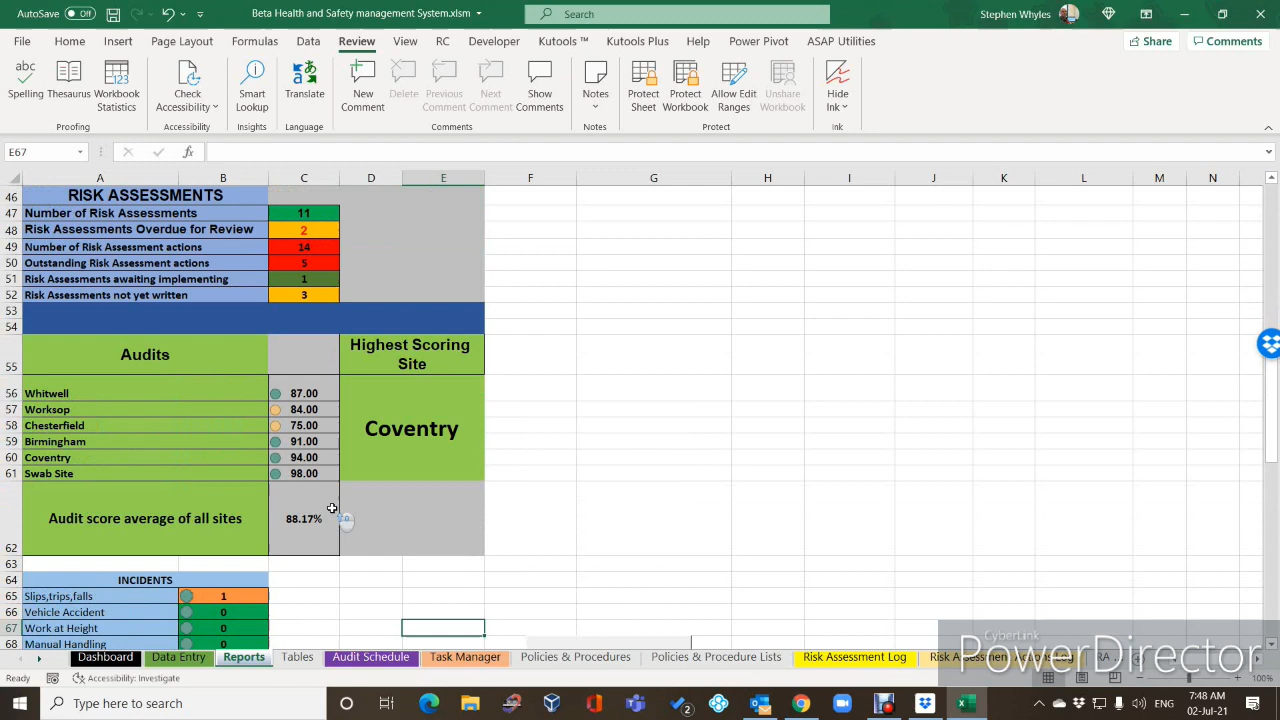 AutoSave Off Beta Health and Safety management System.xlsm Search Stephen Whyles
File Home Insert Page Layout Formulas Data Review View RC Developer Kutools ™ Kutools Plus Help Power Pivot ASAP Utilities Share Comments
abc
Spelling Thesaurus Workbook Statistics Check Accessibility Smart Lookup Translate New Comment Delete Previous Comment Next Comment Show Comments Notes Protect Sheet Protect Workbook Allow Edit Ranges Unshare Workbook Hide Ink
Proofing Accessibility Insights Language Comments Notes Protect Ink
E67 fx
A B C D E F G H I J K L M N
46 RISK ASSESSMENTS
47 Number of Risk Assessments 11
48 Risk Assessments Overdue for Review 2
49 Number of Risk Assessment actions 14
50 Outstanding Risk Assessment actions 5
51 Risk Assessments awaiting implementing 1
52 Risk Assessments not yet written 3
53
54
55 Audits Highest Scoring Site
56 Whitwell 87.00
57 Worksop 84.00
58 Chesterfield 75.00 Coventry
59 Birmingham 91.00
60 Coventry 94.00
61 Swab Site 98.00
62 Audit score average of all sites 88.17%
63
64 INCIDENTS
65 Slips,trips,falls 1
66 Vehicle Accident 0
67 Work at Height 0
68 Manual Handling 0
CyberLink
PowerDirector
Dashboard Data Entry Reports Tables Audit Schedule Task Manager Policies & Procedures Policies & Procedure Lists Risk Assessment Log Risk Assessment Actions Log RA
Ready Accessibility: Investigate 100%
Type here to search 2 ENG 7:48 AM
02-Jul-21